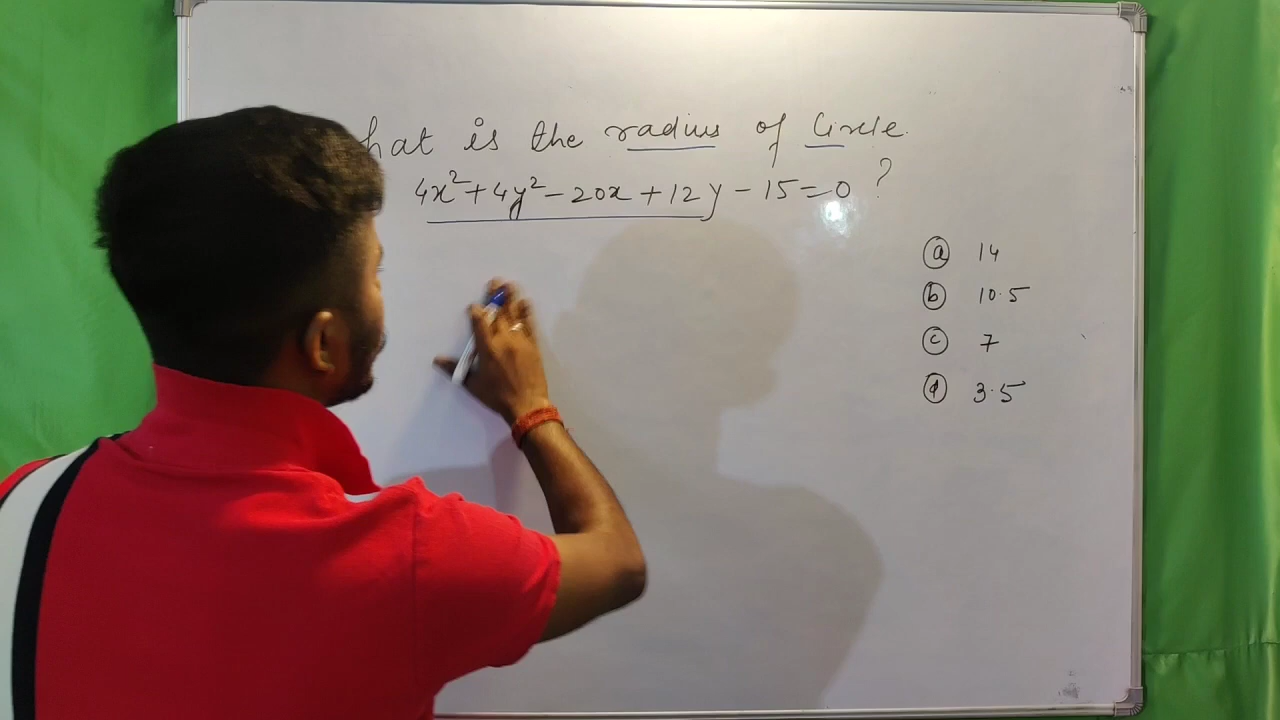 hat is the radius of Circle.
4x²+4y²-20x+12y-15=0 ?
ⓐ 14
ⓑ 10.5
ⓒ 7
ⓓ 3.5